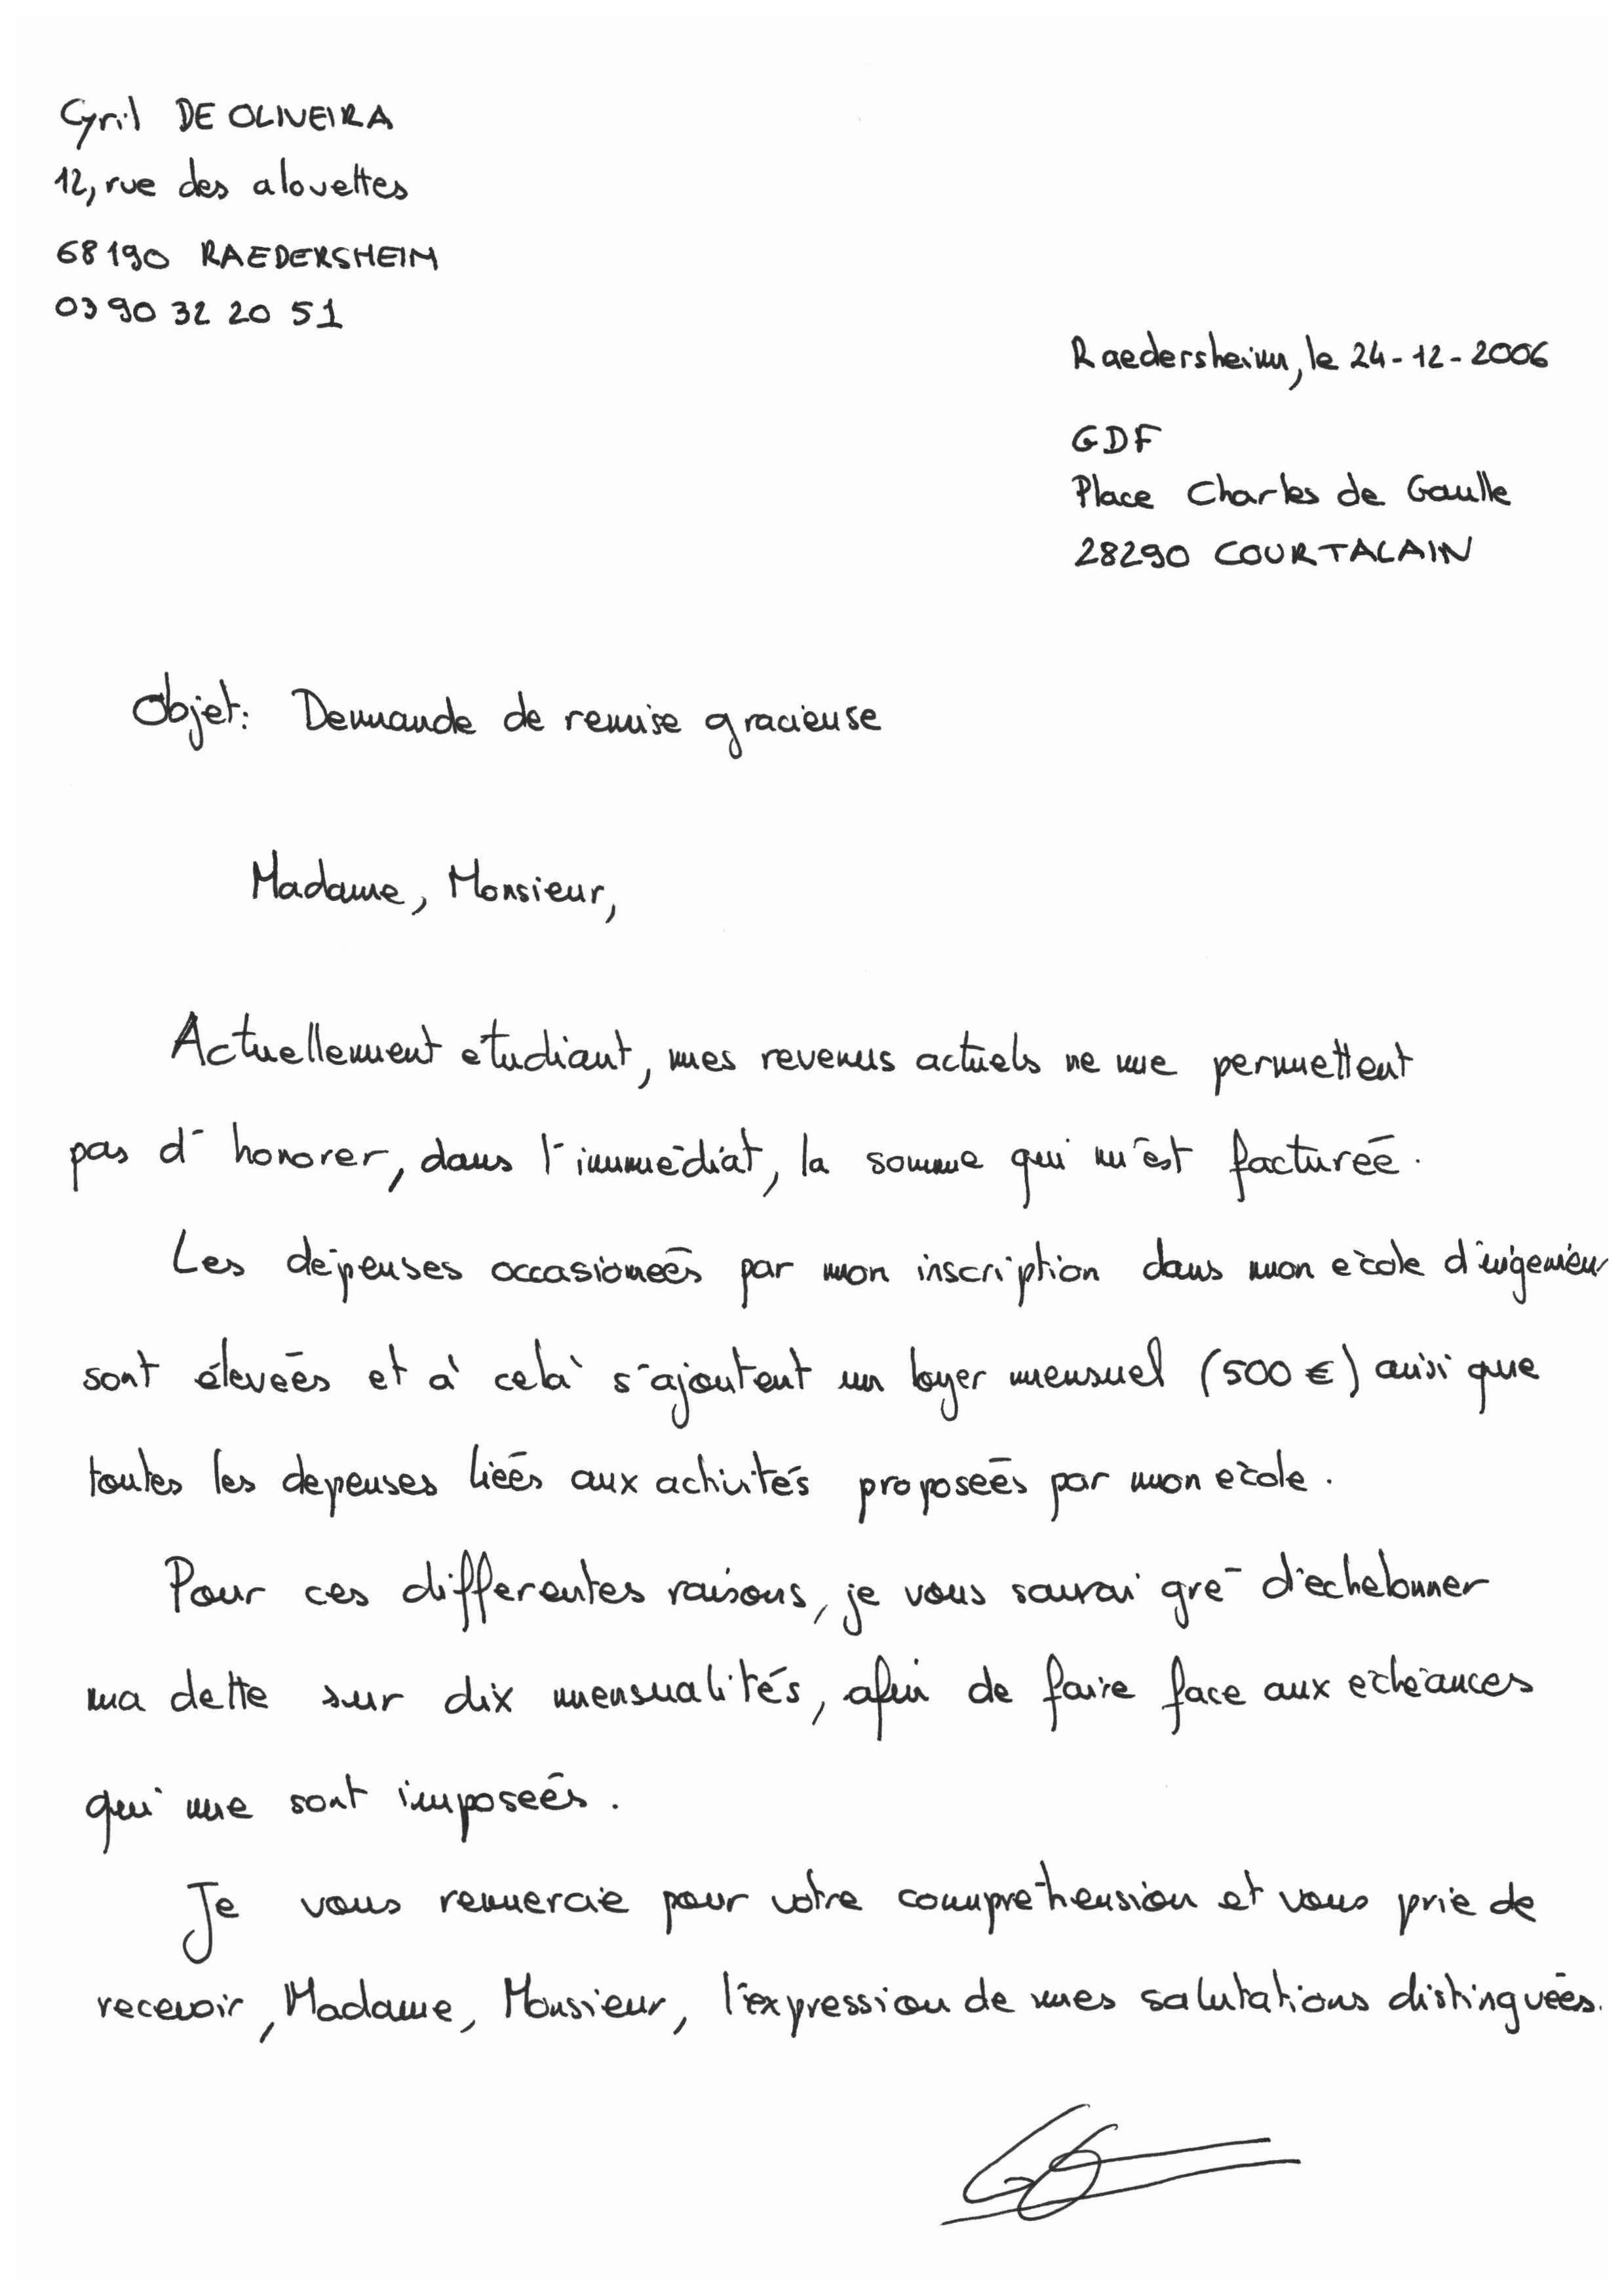 Cyril DE OLIVEIRA
12, rue des alouettes
68190 RAEDERSHEIM
03 90 32 20 51
Raedersheim, le 24-12-2006
GDF
Place Charles de Gaulle
28290 COURTALAIN
Objet: Demande de remise gracieuse
Madame, Monsieur,
Actuellement étudiant, mes revenus actuels ne me permettent
pas d'honorer, dans l'immédiat, la somme qui m'est facturée.
Les dépenses occasionées par mon inscription dans mon école d'ingénieur
sont élevées et à celà s'ajoutent un loyer mensuel (500 €) ainsi que
toutes les depenses liées aux activités proposées par mon école.
Pour ces differentes raisons, je vous saurai gré d'échelonner
ma dette sur dix mensualités, afin de faire face aux échéances
qui me sont imposées.
Je vous remercie pour votre compréhension et vous prie de
recevoir, Madame, Monsieur, l'expression de mes salutations distinguées.